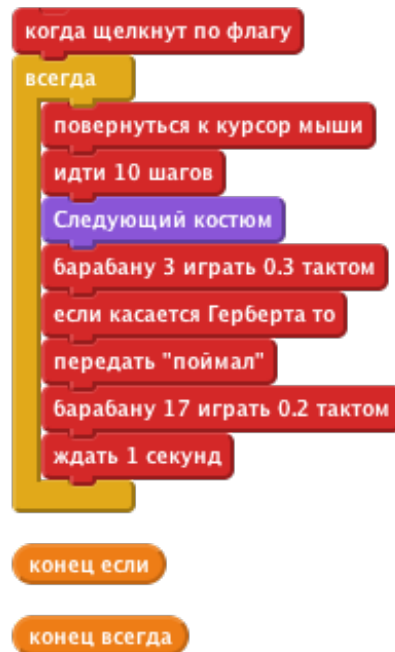 когда щелкнут по флагу
всегда
повернуться к курсор мыши
идти 10 шагов
Следующий костюм
барабану 3 играть 0.3 тактом
если касается Герберта то
передать "поймал"
барабану 17 играть 0.2 тактом
ждать 1 секунд
конец если
конец всегда